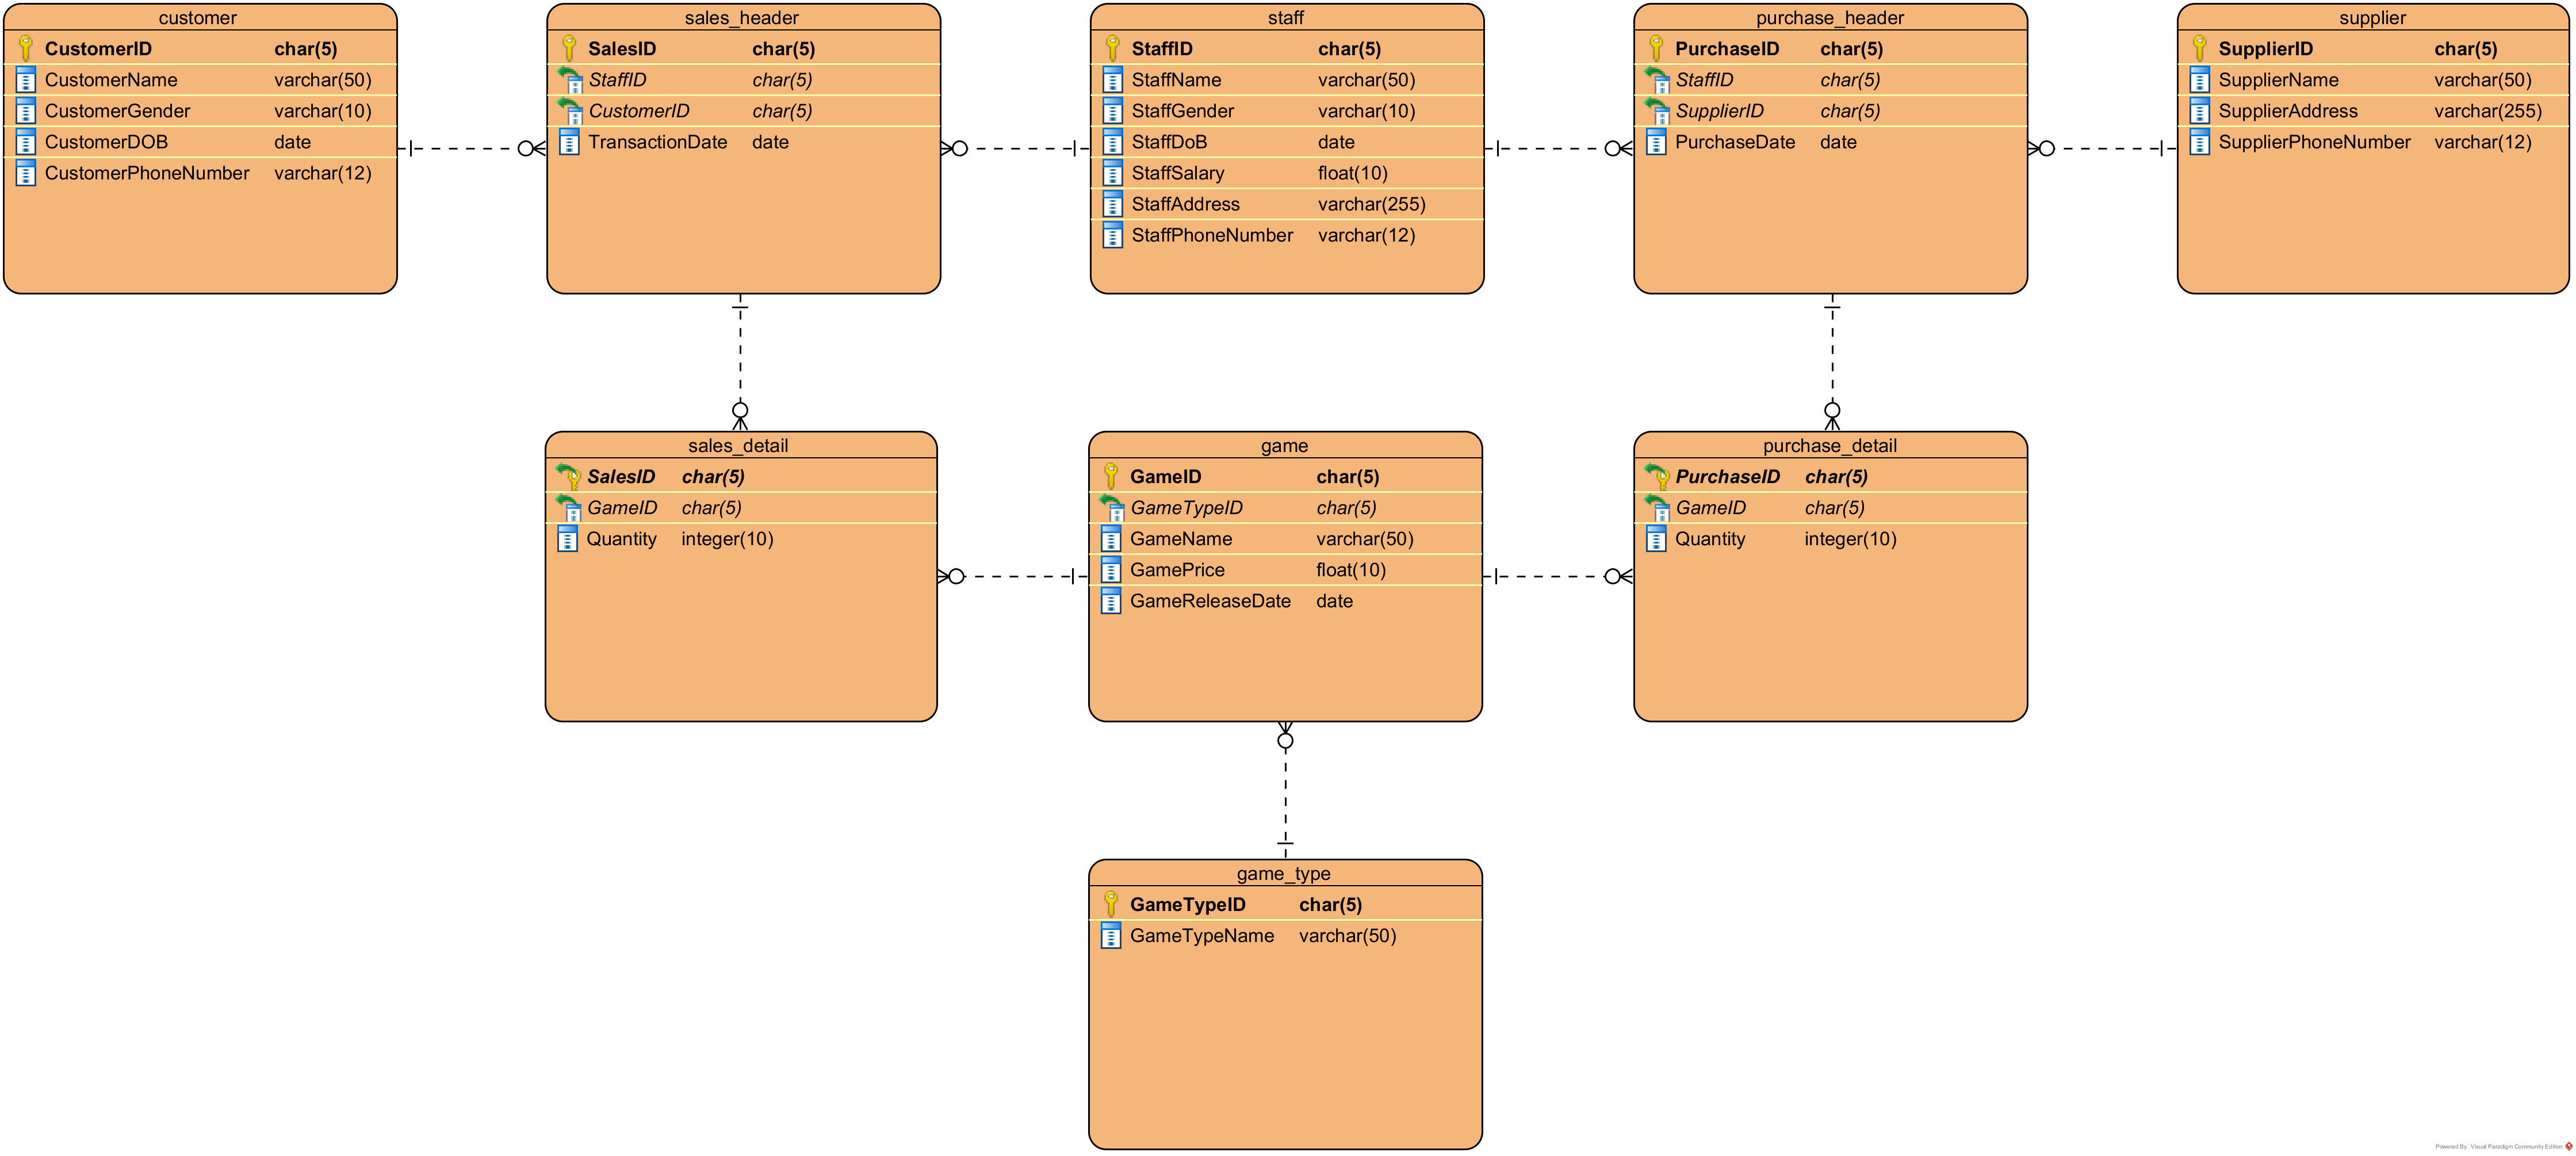 customer
CustomerID char(5)
CustomerName varchar(50)
CustomerGender varchar(10)
CustomerDOB date
CustomerPhoneNumber varchar(12)
sales_header
SalesID char(5)
StaffID char(5)
CustomerID char(5)
TransactionDate date
staff
StaffID char(5)
StaffName varchar(50)
StaffGender varchar(10)
StaffDoB date
StaffSalary float(10)
StaffAddress varchar(255)
StaffPhoneNumber varchar(12)
purchase_header
PurchaseID char(5)
StaffID char(5)
SupplierID char(5)
PurchaseDate date
supplier
SupplierID char(5)
SupplierName varchar(50)
SupplierAddress varchar(255)
SupplierPhoneNumber varchar(12)
sales_detail
SalesID char(5)
GameID char(5)
Quantity integer(10)
game
GameID char(5)
GameTypeID char(5)
GameName varchar(50)
GamePrice float(10)
GameReleaseDate date
purchase_detail
PurchaseID char(5)
GameID char(5)
Quantity integer(10)
game_type
GameTypeID char(5)
GameTypeName varchar(50)
Powered By: Visual Paradigm Community Edition